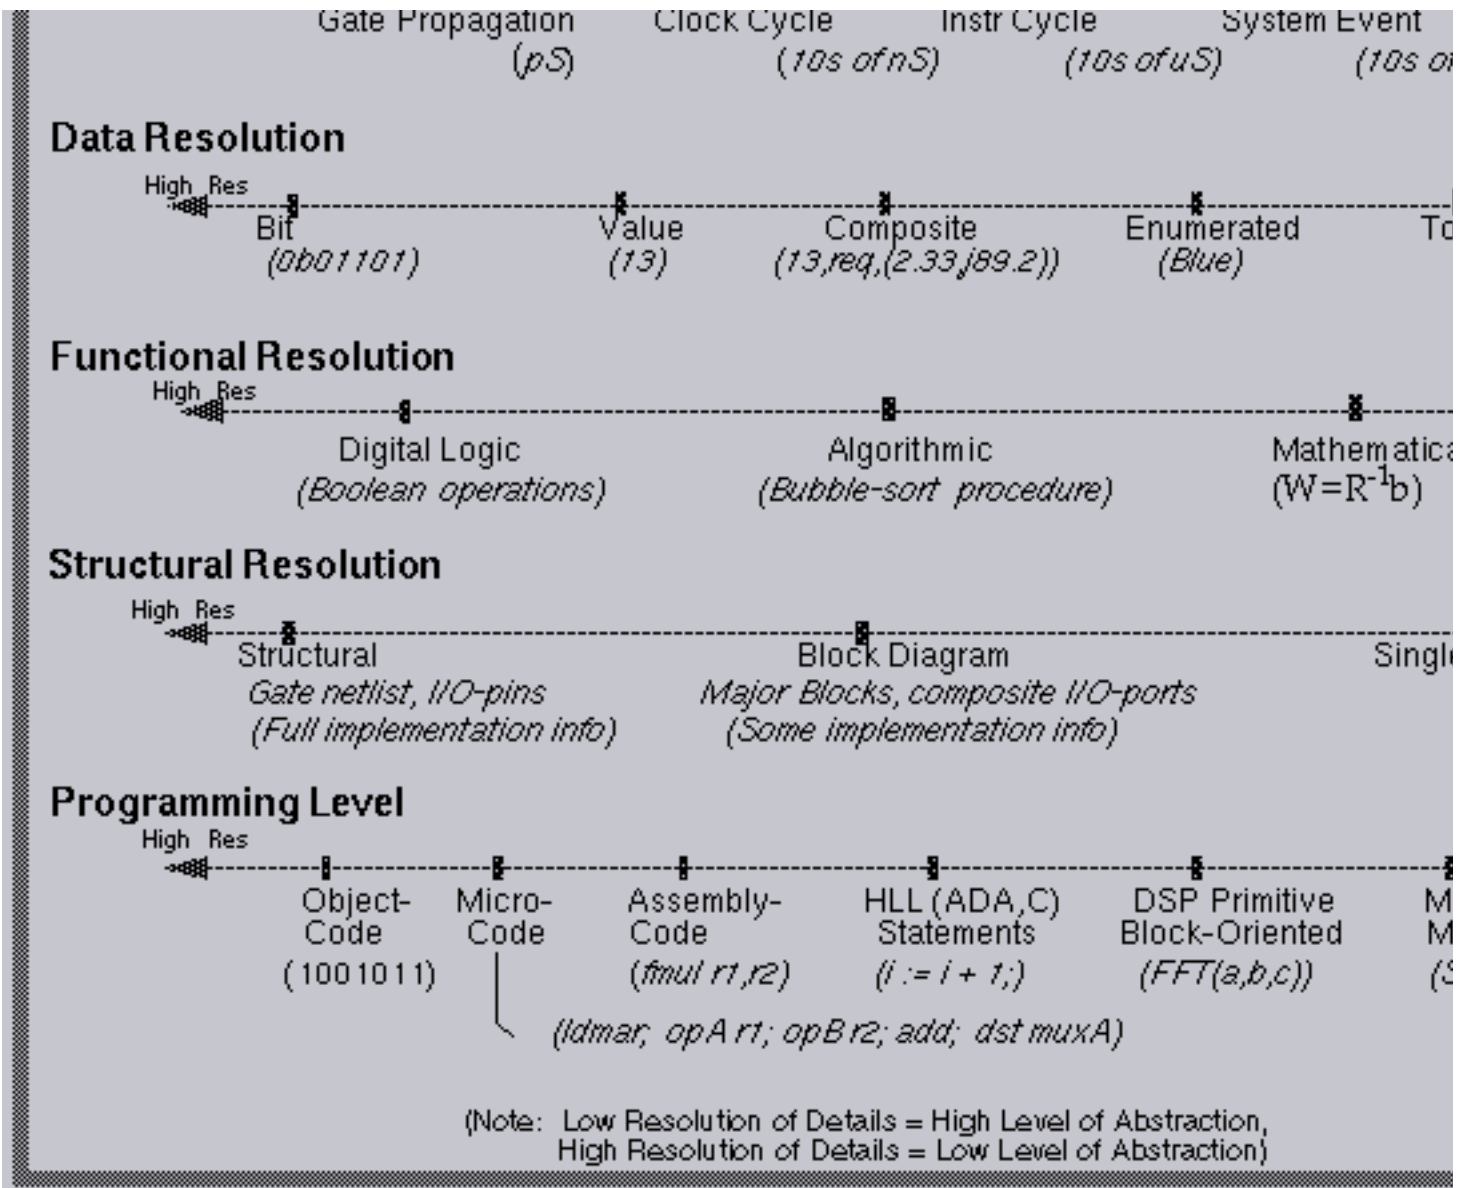 Gate Propagation Clock Cycle Instr Cycle System Event
(pS) (10s of nS) (10s of uS) (10s of
Data Resolution
High Res
Bit Value Composite Enumerated To
(0b01101) (13) (13,req,(2.33,j89.2)) (Blue)
Functional Resolution
High Res
Digital Logic Algorithmic Mathematica
(Boolean operations) (Bubble-sort procedure) (W=R⁻¹b)
Structural Resolution
High Res
Structural Block Diagram Single
Gate netlist, I/O-pins Major Blocks, composite I/O-ports
(Full implementation info) (Some implementation info)
Programming Level
High Res
Object- Micro- Assembly- HLL (ADA,C) DSP Primitive M
Code Code Code Statements Block-Oriented M
(1001011) (fmul r1,r2) (i := i + 1;) (FFT(a,b,c)) (S
(ldmar; opA r1; opB r2; add; dst muxA)
(Note: Low Resolution of Details = High Level of Abstraction,
High Resolution of Details = Low Level of Abstraction)